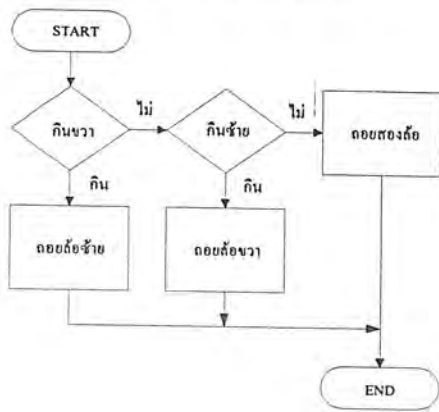 START
กินขวา
ไม่
กินซ้าย
ไม่
ถอยสองล้อ
กิน
กิน
ถอยล้อซ้าย
ถอยล้อขวา
END